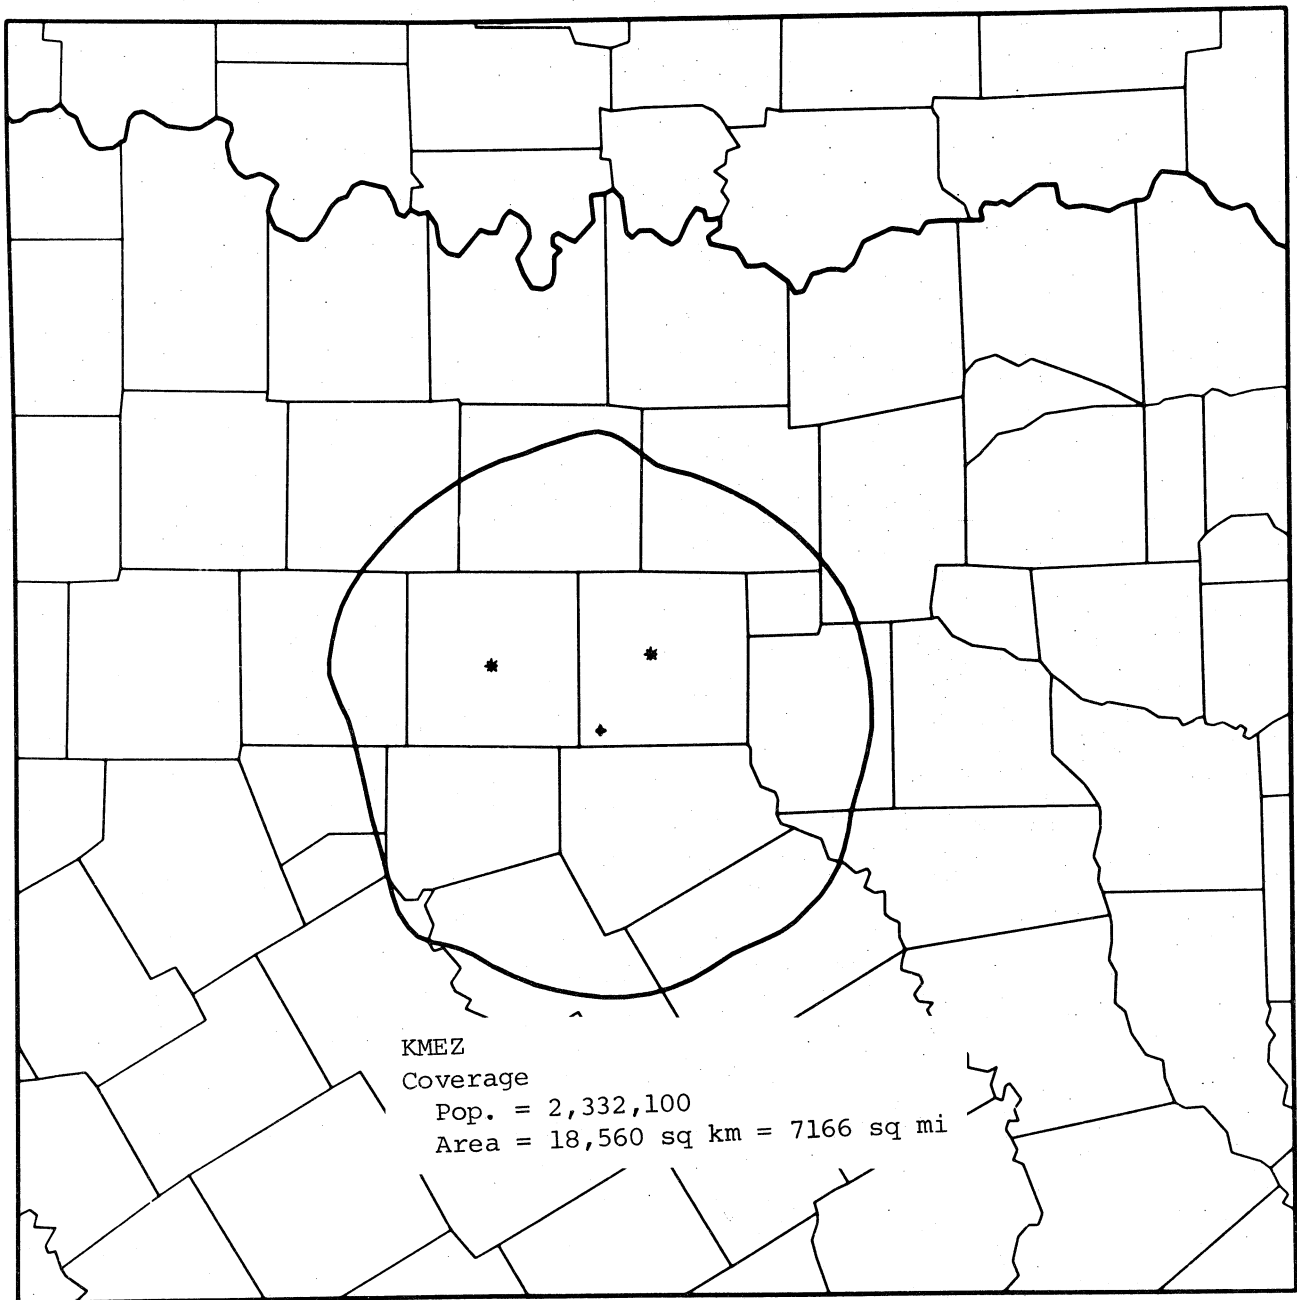 KMEZ
Coverage
Pop. = 2,332,100
Area = 18,560 sq km = 7166 sq mi